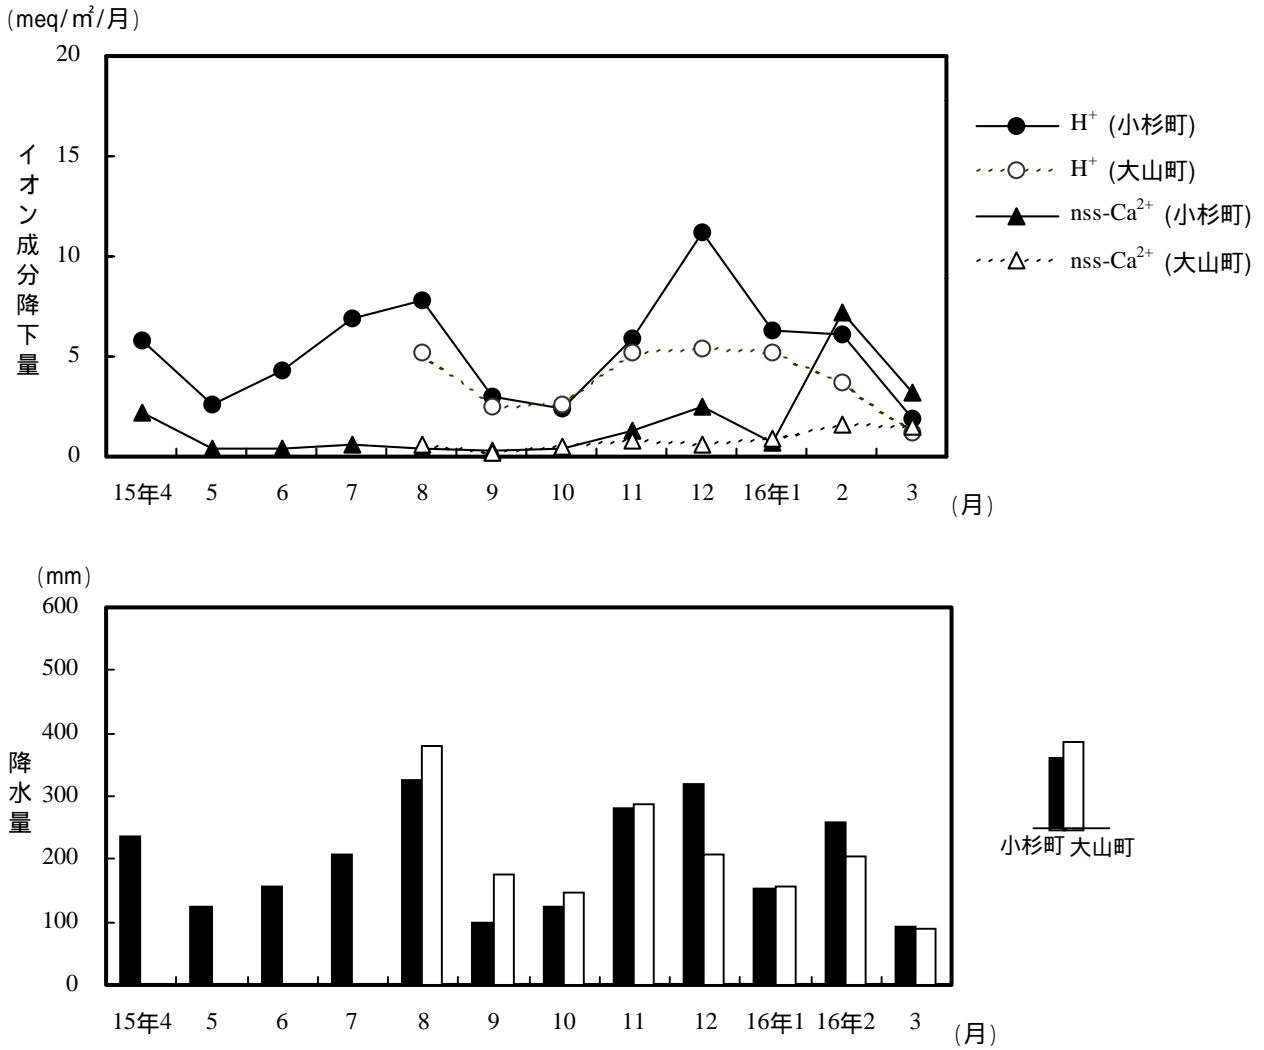 (meq/㎡/月)
20
15
10
5
0
イオン成分降下量
15年4 5 6 7 8 9 10 11 12 16年1 2 3 (月)
H+ (小杉町)
H+ (大山町)
nss-Ca2+ (小杉町)
nss-Ca2+ (大山町)
(mm)
600
500
400
300
200
100
0
降水量
15年4 5 6 7 8 9 10 11 12 16年1 16年2 3 (月)
小杉町 大山町